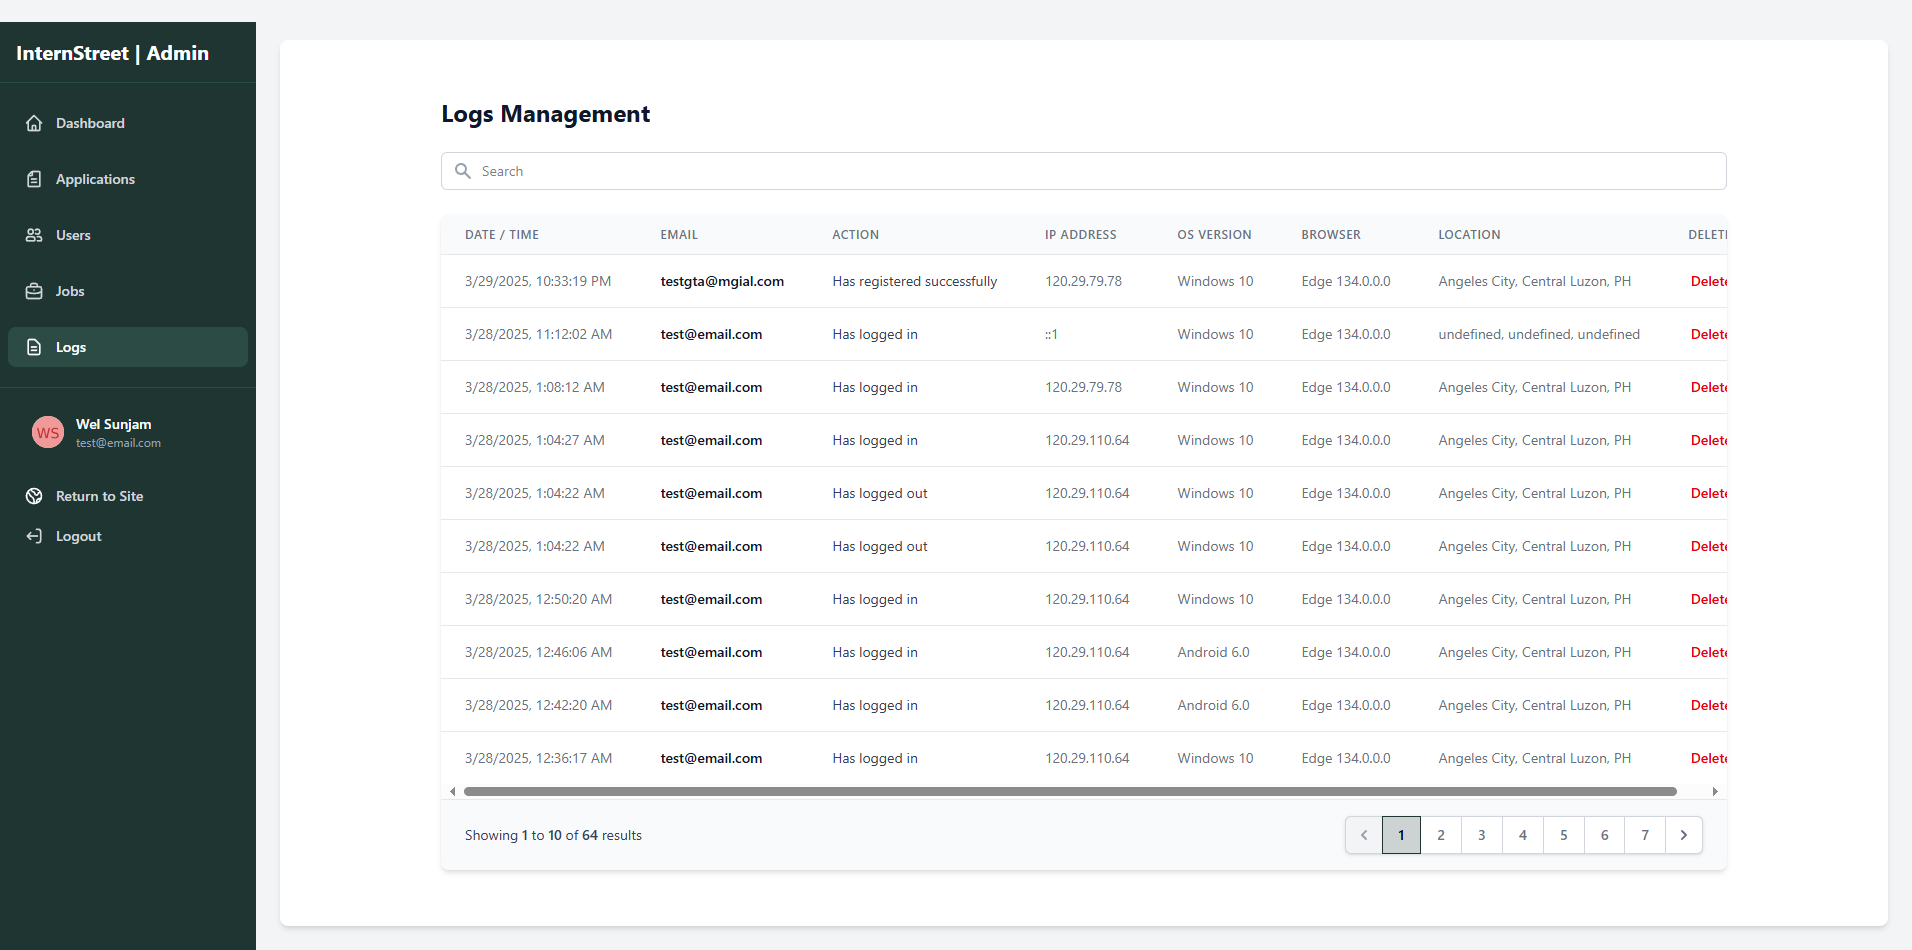 InternStreet | Admin
Dashboard
Applications
Users
Jobs
Logs
WS
Wel Sunjam
test@email.com
Return to Site
Logout
Logs Management
Search
DATE / TIME EMAIL ACTION IP ADDRESS OS VERSION BROWSER LOCATION DELETI
3/29/2025, 10:33:19 PM testgta@mgial.com Has registered successfully 120.29.79.78 Windows 10 Edge 134.0.0.0 Angeles City, Central Luzon, PH Delete
3/28/2025, 11:12:02 AM test@email.com Has logged in ::1 Windows 10 Edge 134.0.0.0 undefined, undefined, undefined Delete
3/28/2025, 1:08:12 AM test@email.com Has logged in 120.29.79.78 Windows 10 Edge 134.0.0.0 Angeles City, Central Luzon, PH Delete
3/28/2025, 1:04:27 AM test@email.com Has logged in 120.29.110.64 Windows 10 Edge 134.0.0.0 Angeles City, Central Luzon, PH Delete
3/28/2025, 1:04:22 AM test@email.com Has logged out 120.29.110.64 Windows 10 Edge 134.0.0.0 Angeles City, Central Luzon, PH Delete
3/28/2025, 1:04:22 AM test@email.com Has logged out 120.29.110.64 Windows 10 Edge 134.0.0.0 Angeles City, Central Luzon, PH Delete
3/28/2025, 12:50:20 AM test@email.com Has logged in 120.29.110.64 Windows 10 Edge 134.0.0.0 Angeles City, Central Luzon, PH Delete
3/28/2025, 12:46:06 AM test@email.com Has logged in 120.29.110.64 Android 6.0 Edge 134.0.0.0 Angeles City, Central Luzon, PH Delete
3/28/2025, 12:42:20 AM test@email.com Has logged in 120.29.110.64 Android 6.0 Edge 134.0.0.0 Angeles City, Central Luzon, PH Delete
3/28/2025, 12:36:17 AM test@email.com Has logged in 120.29.110.64 Windows 10 Edge 134.0.0.0 Angeles City, Central Luzon, PH Delete
Showing 1 to 10 of 64 results
1 2 3 4 5 6 7